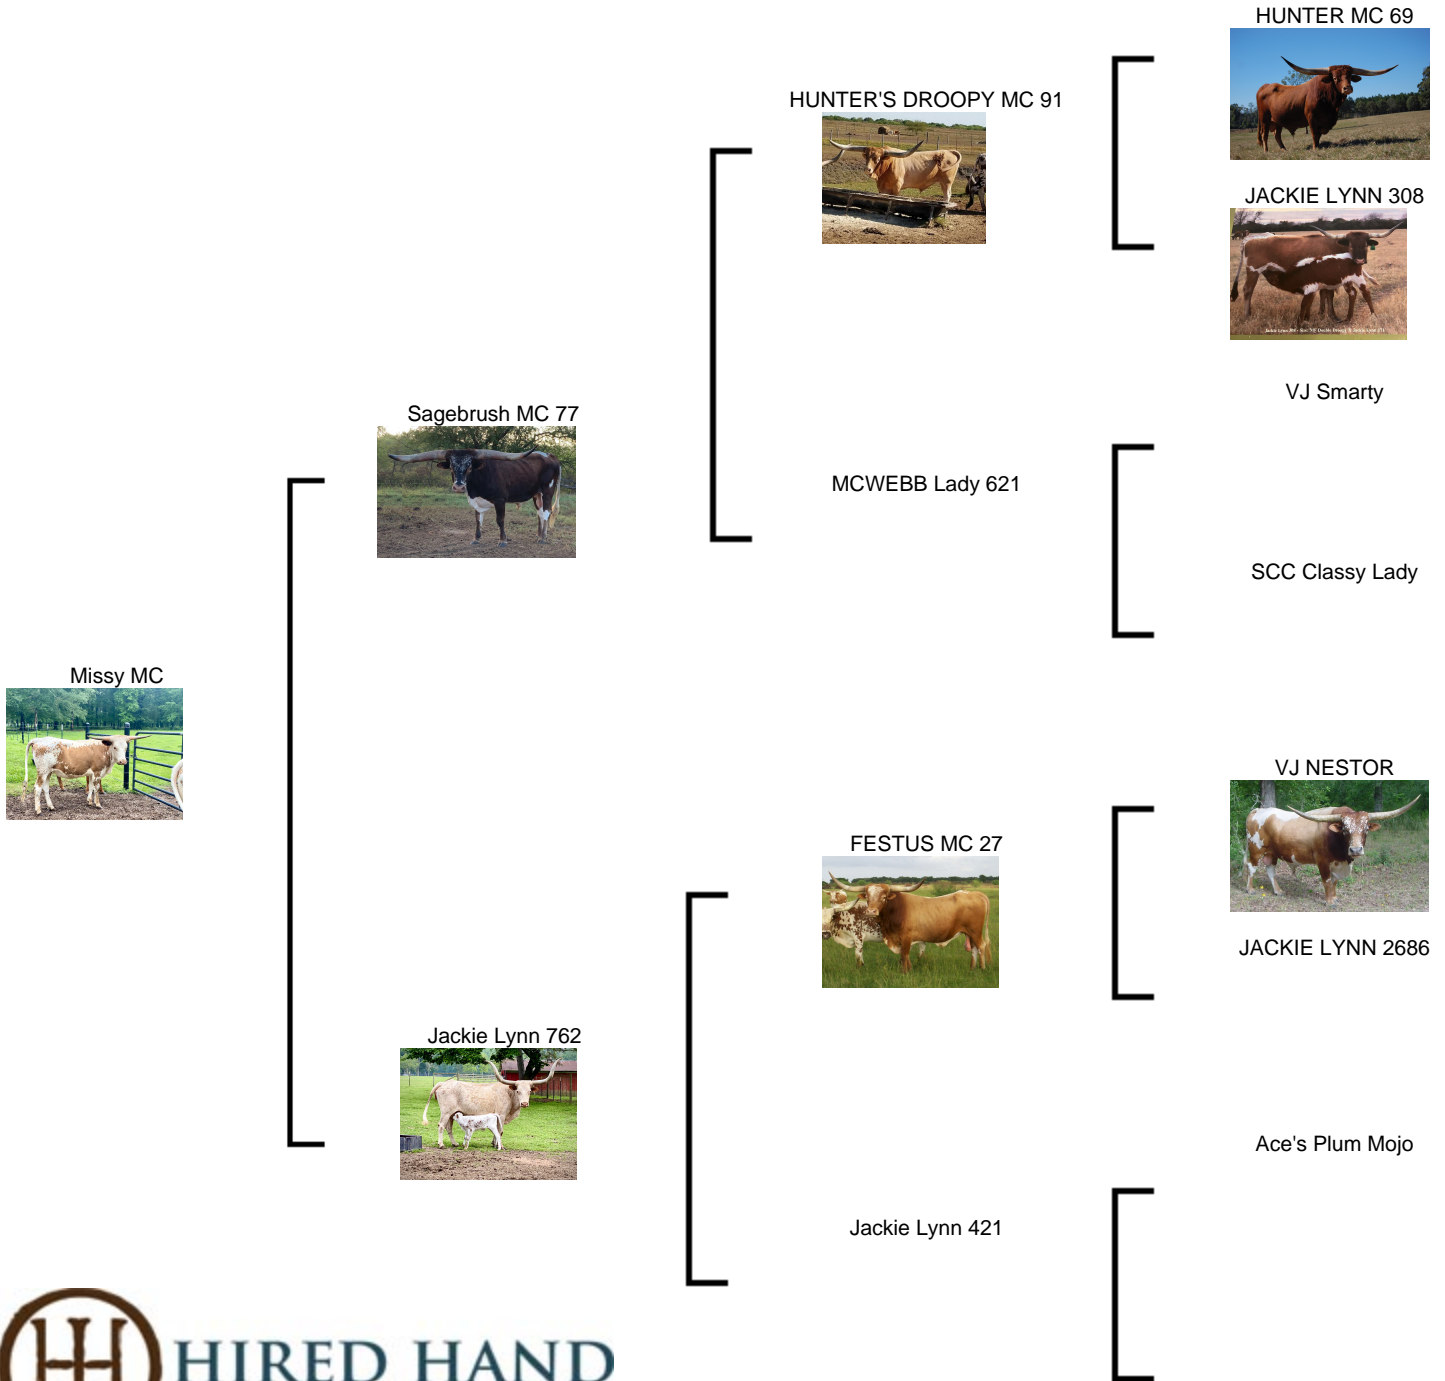 HUNTER MC 69
HUNTER'S DROOPY MC 91
JACKIE LYNN 308
VJ Smarty
Sagebrush MC 77
MCWEBB Lady 621
SCC Classy Lady
Missy MC
VJ NESTOR
FESTUS MC 27
JACKIE LYNN 2686
Jackie Lynn 762
Ace's Plum Mojo
Jackie Lynn 421
HIRED HAND